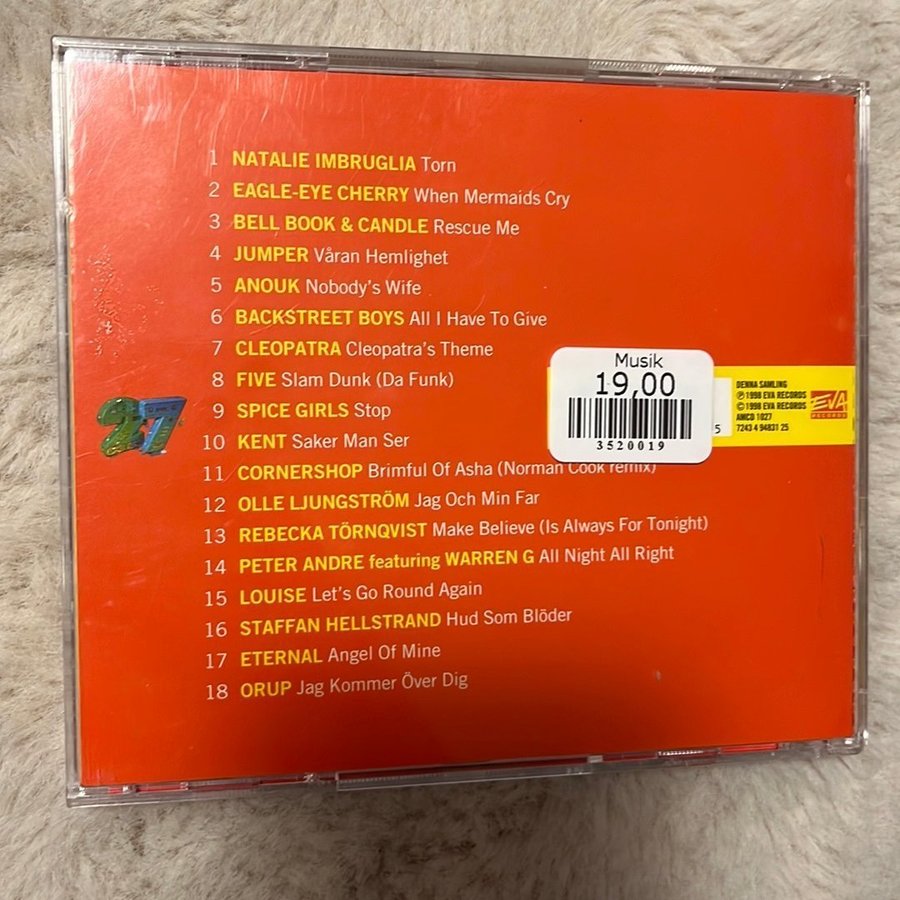 1 NATALIE IMBRUGLIA Torn
2 EAGLE-EYE CHERRY When Mermaids Cry
3 BELL BOOK & CANDLE Rescue Me
4 JUMPER Våran Hemlighet
5 ANOUK Nobody's Wife
6 BACKSTREET BOYS All I Have To Give
7 CLEOPATRA Cleopatra's Theme
8 FIVE Slam Dunk (Da Funk)
9 SPICE GIRLS Stop
10 KENT Saker Man Ser
11 CORNERSHOP Brimful Of Asha (Norman Cook remix)
12 OLLE LJUNGSTRÖM Jag Och Min Far
13 REBECKA TÖRNQVIST Make Believe (Is Always For Tonight)
14 PETER ANDRE featuring WARREN G All Night All Right
15 LOUISE Let's Go Round Again
16 STAFFAN HELLSTRAND Hud Som Blöder
17 ETERNAL Angel Of Mine
18 ORUP Jag Kommer Över Dig
27
Musik
19,00
3520019
5
DENNA SAMLING
℗ 1998 EVA RECORDS
© 1998 EVA RECORDS
AMCD 1027
7243 4 94831 25
EVA
RECORDS